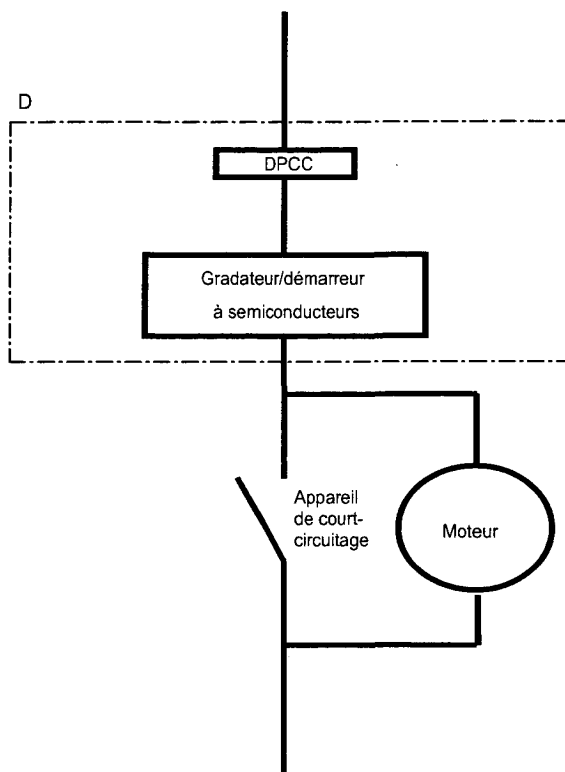 D
DPCC
Gradateur/démarreur
à semiconducteurs
Appareil
de court-
circuitage
Moteur